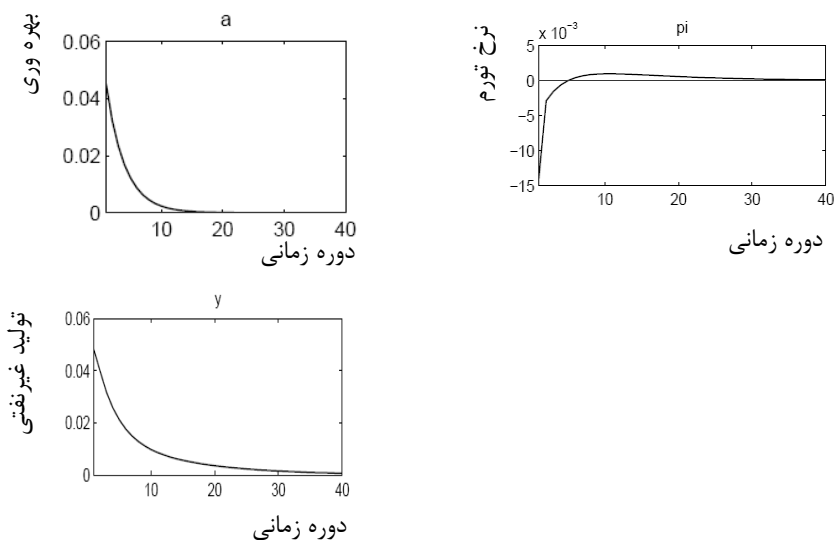 a
بهره وری
0.06
0.04
0.02
0
10 20 30 40
دوره زمانی
pi
نرخ تورم
x 10⁻³
5
0
−5
−10
−15
10 20 30 40
دوره زمانی
y
تولید غیرنفتی
0.06
0.04
0.02
0
10 20 30 40
دوره زمانی